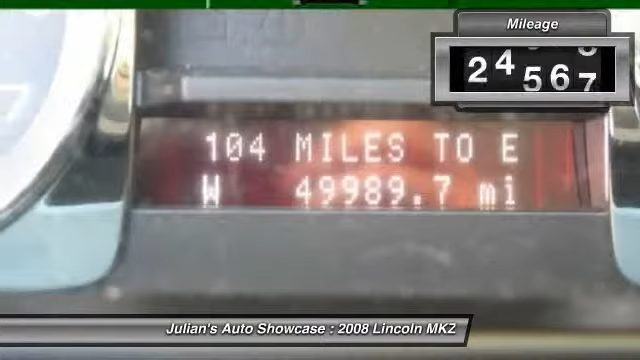 Mileage
24567
104 MILES TO E
W 49989.7 mi
Julian's Auto Showcase : 2008 Lincoln MKZ